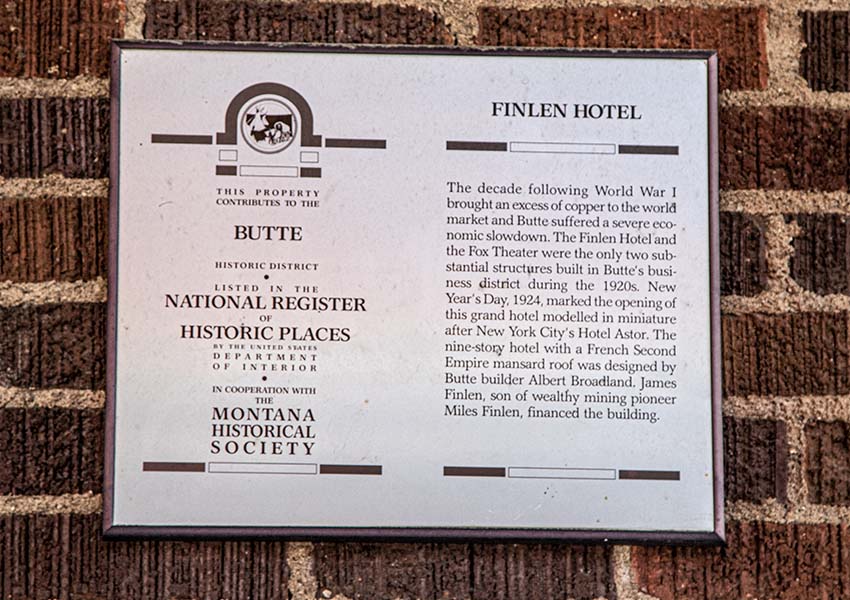 THIS PROPERTY
CONTRIBUTES TO THE
BUTTE
HISTORIC DISTRICT
•
LISTED IN THE
NATIONAL REGISTER
OF
HISTORIC PLACES
BY THE UNITED STATES
DEPARTMENT
OF INTERIOR
•
IN COOPERATION WITH
THE
MONTANA
HISTORICAL
SOCIETY
FINLEN HOTEL
The decade following World War I
brought an excess of copper to the world
market and Butte suffered a severe eco-
nomic slowdown. The Finlen Hotel and
the Fox Theater were the only two sub-
stantial structures built in Butte's busi-
ness district during the 1920s. New
Year's Day, 1924, marked the opening of
this grand hotel modelled in miniature
after New York City's Hotel Astor. The
nine-story hotel with a French Second
Empire mansard roof was designed by
Butte builder Albert Broadland. James
Finlen, son of wealthy mining pioneer
Miles Finlen, financed the building.